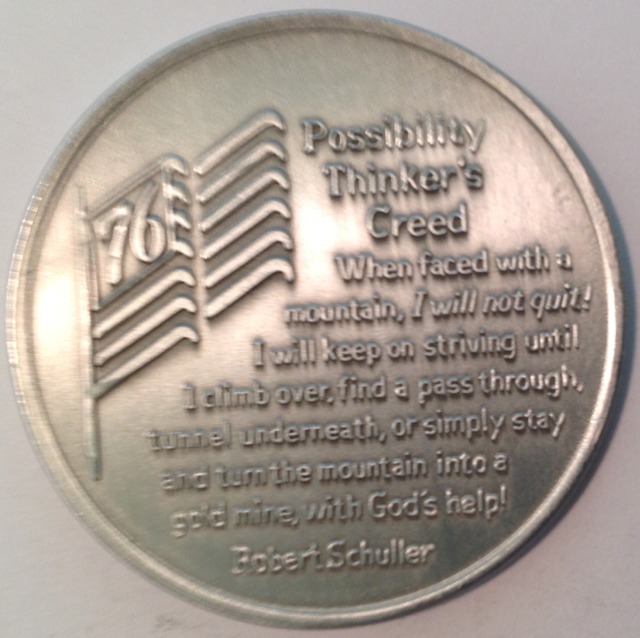 76
Possibility
Thinker's
Creed
When faced with a
mountain, I will not quit!
I will keep on striving until
I climb over, find a pass through,
tunnel underneath, or simply stay
and turn the mountain into a
gold mine, with God's help!
Robert Schuller